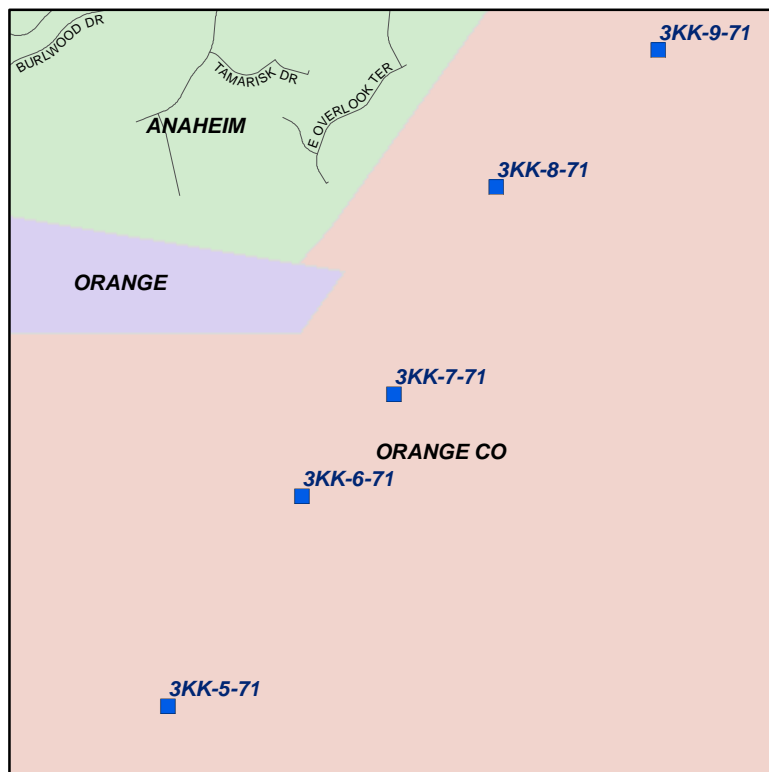 BURLWOOD DR
3KK-9-71
TAMARISK DR
E OVERLOOK TER
ANAHEIM
3KK-8-71
ORANGE
3KK-7-71
ORANGE CO
3KK-6-71
3KK-5-71